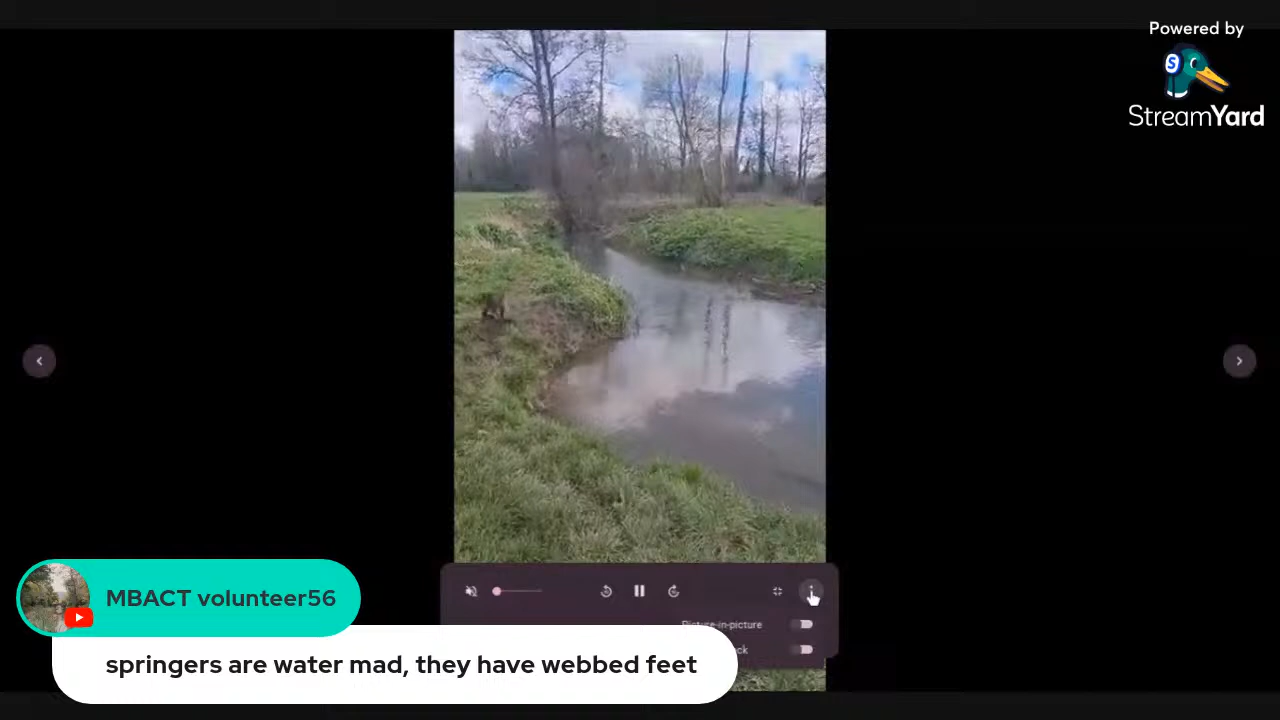 Powered by
StreamYard
MBACT volunteer56
Picture-in-picture
springers are water mad, they have webbed feet